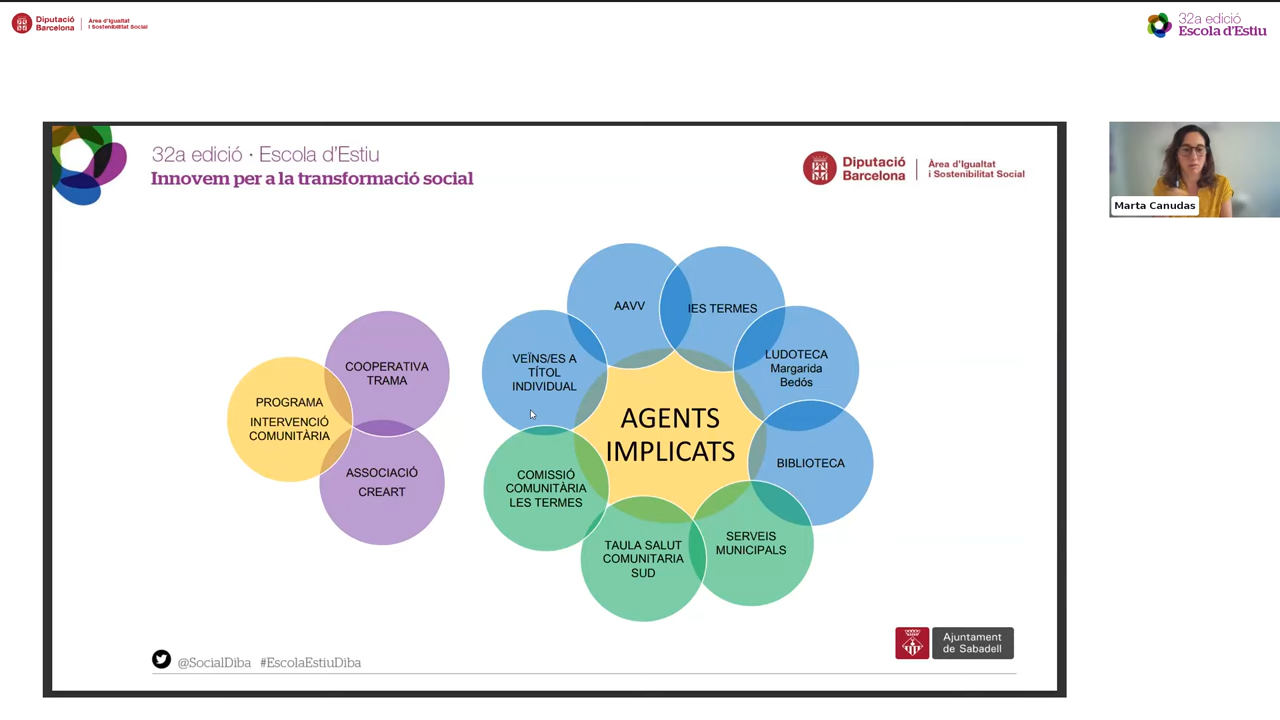 Diputació
Barcelona
Àrea d'Igualtat
i Sostenibilitat Social
32a edició
Escola d'Estiu
32a edició · Escola d'Estiu
Innovem per a la transformació social
Diputació
Barcelona
Àrea d'Igualtat
i Sostenibilitat Social
Marta Canudas
PROGRAMA
INTERVENCIÓ
COMUNITÀRIA
COOPERATIVA
TRAMA
ASSOCIACIÓ
CREART
AAVV
IES TERMES
VEÏNS/ES A
TÍTOL
INDIVIDUAL
LUDOTECA
Margarida
Bedós
AGENTS
IMPLICATS
BIBLIOTECA
COMISSIÓ
COMUNITÀRIA
LES TERMES
TAULA SALUT
COMUNITARIA
SUD
SERVEIS
MUNICIPALS
@SocialDiba #EscolaEstiuDiba
Ajuntament
de Sabadell